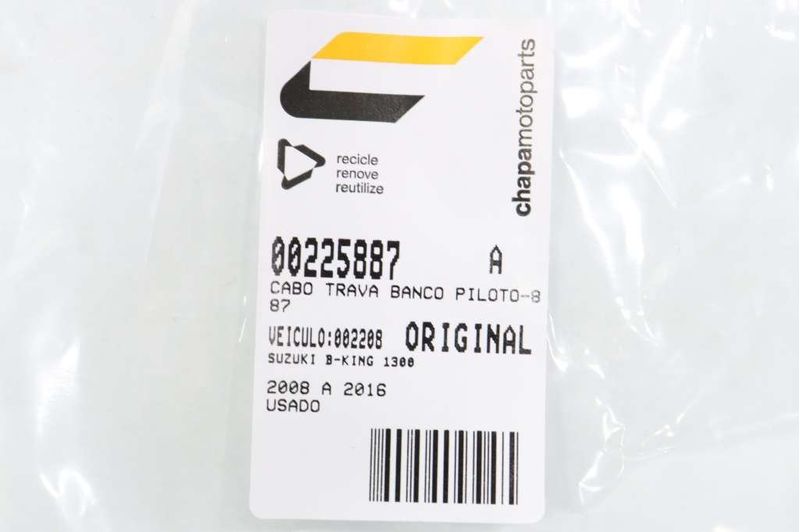 chapamotoparts
recicle
renove
reutilize
00225887 A
CABO TRAVA BANCO PILOTO-8
87
VEICULO:002208 ORIGINAL
SUZUKI B-KING 1300
2008 A 2016
USADO